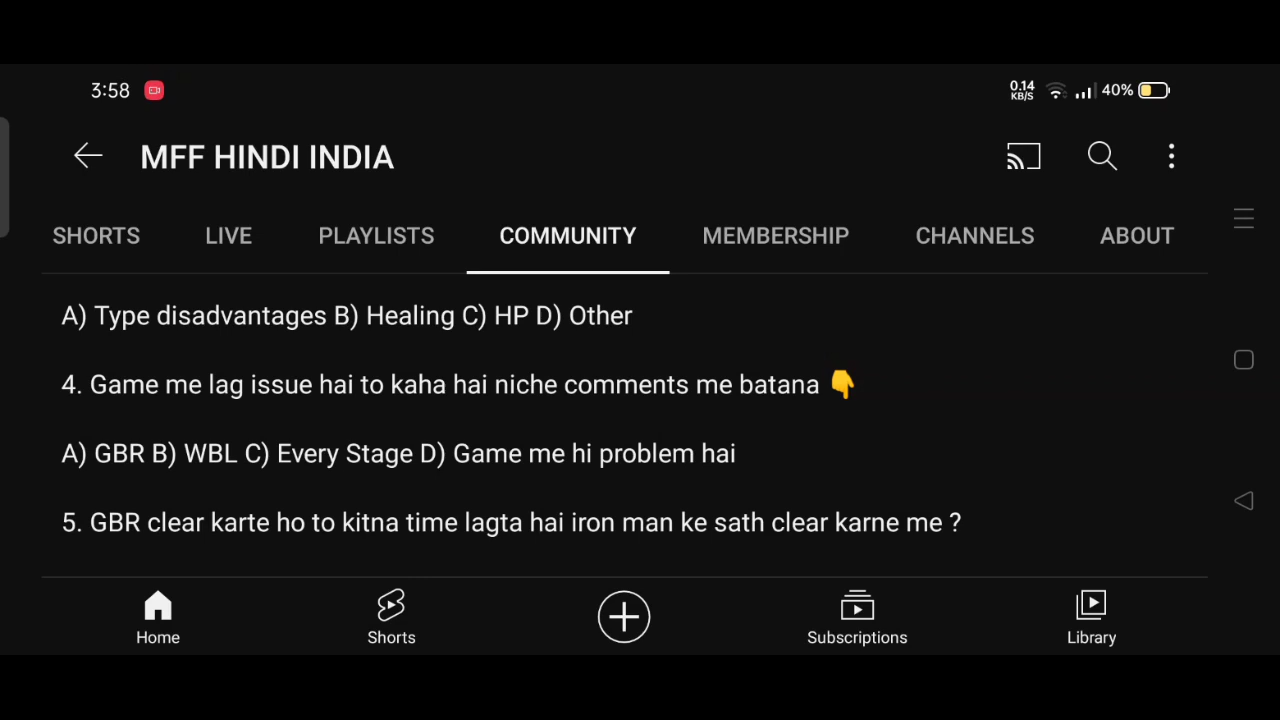 3:58
0.14
KB/S
40%
MFF HINDI INDIA
SHORTS LIVE PLAYLISTS COMMUNITY MEMBERSHIP CHANNELS ABOUT
A) Type disadvantages B) Healing C) HP D) Other
4. Game me lag issue hai to kaha hai niche comments me batana 👇
A) GBR B) WBL C) Every Stage D) Game me hi problem hai
5. GBR clear karte ho to kitna time lagta hai iron man ke sath clear karne me ?
Home Shorts Subscriptions Library